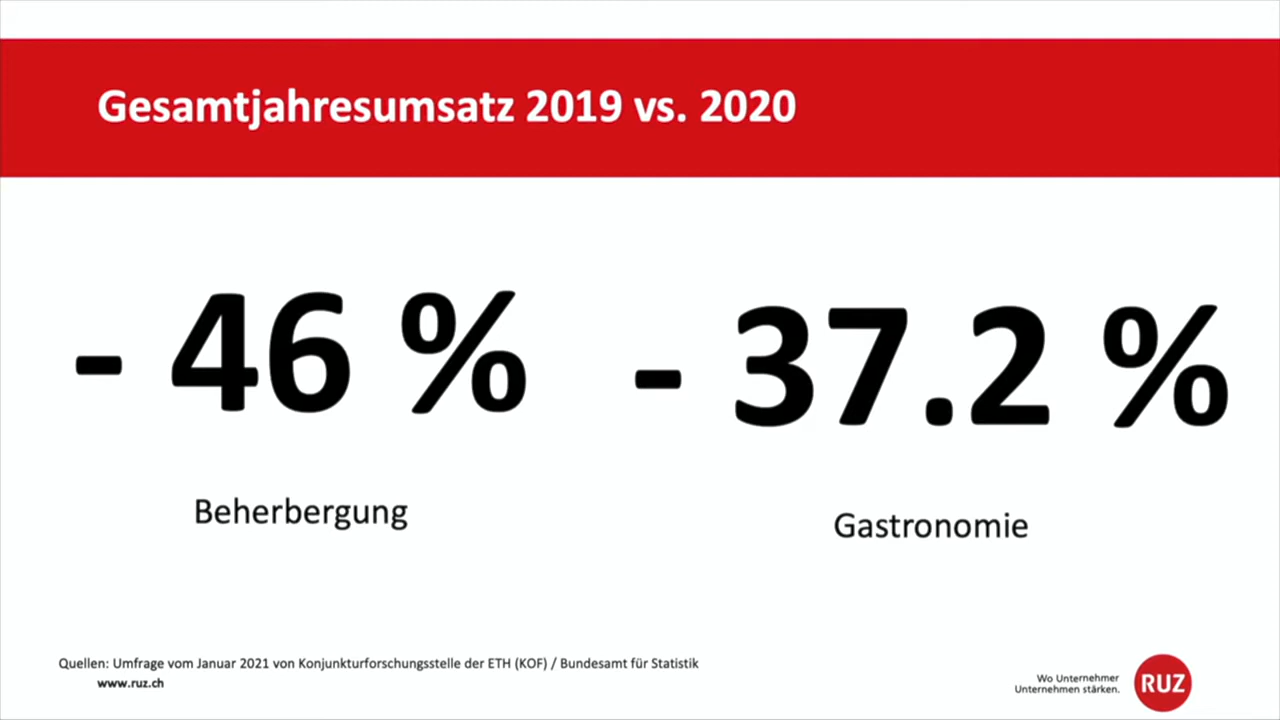 Gesamtjahresumsatz 2019 vs. 2020
- 46 %
- 37.2 %
Beherbergung
Gastronomie
Quellen: Umfrage vom Januar 2021 von Konjunkturforschungsstelle der ETH (KOF) / Bundesamt für Statistik
www.ruz.ch
Wo Unternehmer
Unternehmen stärken.
RUZ